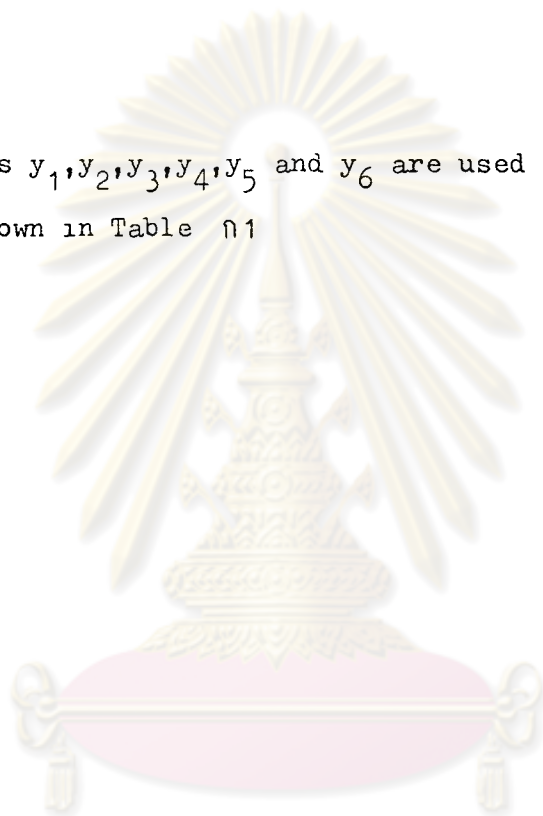 s y₁,y₂,y₃,y₄,y₅ and y₆ are used
own in Table ก1